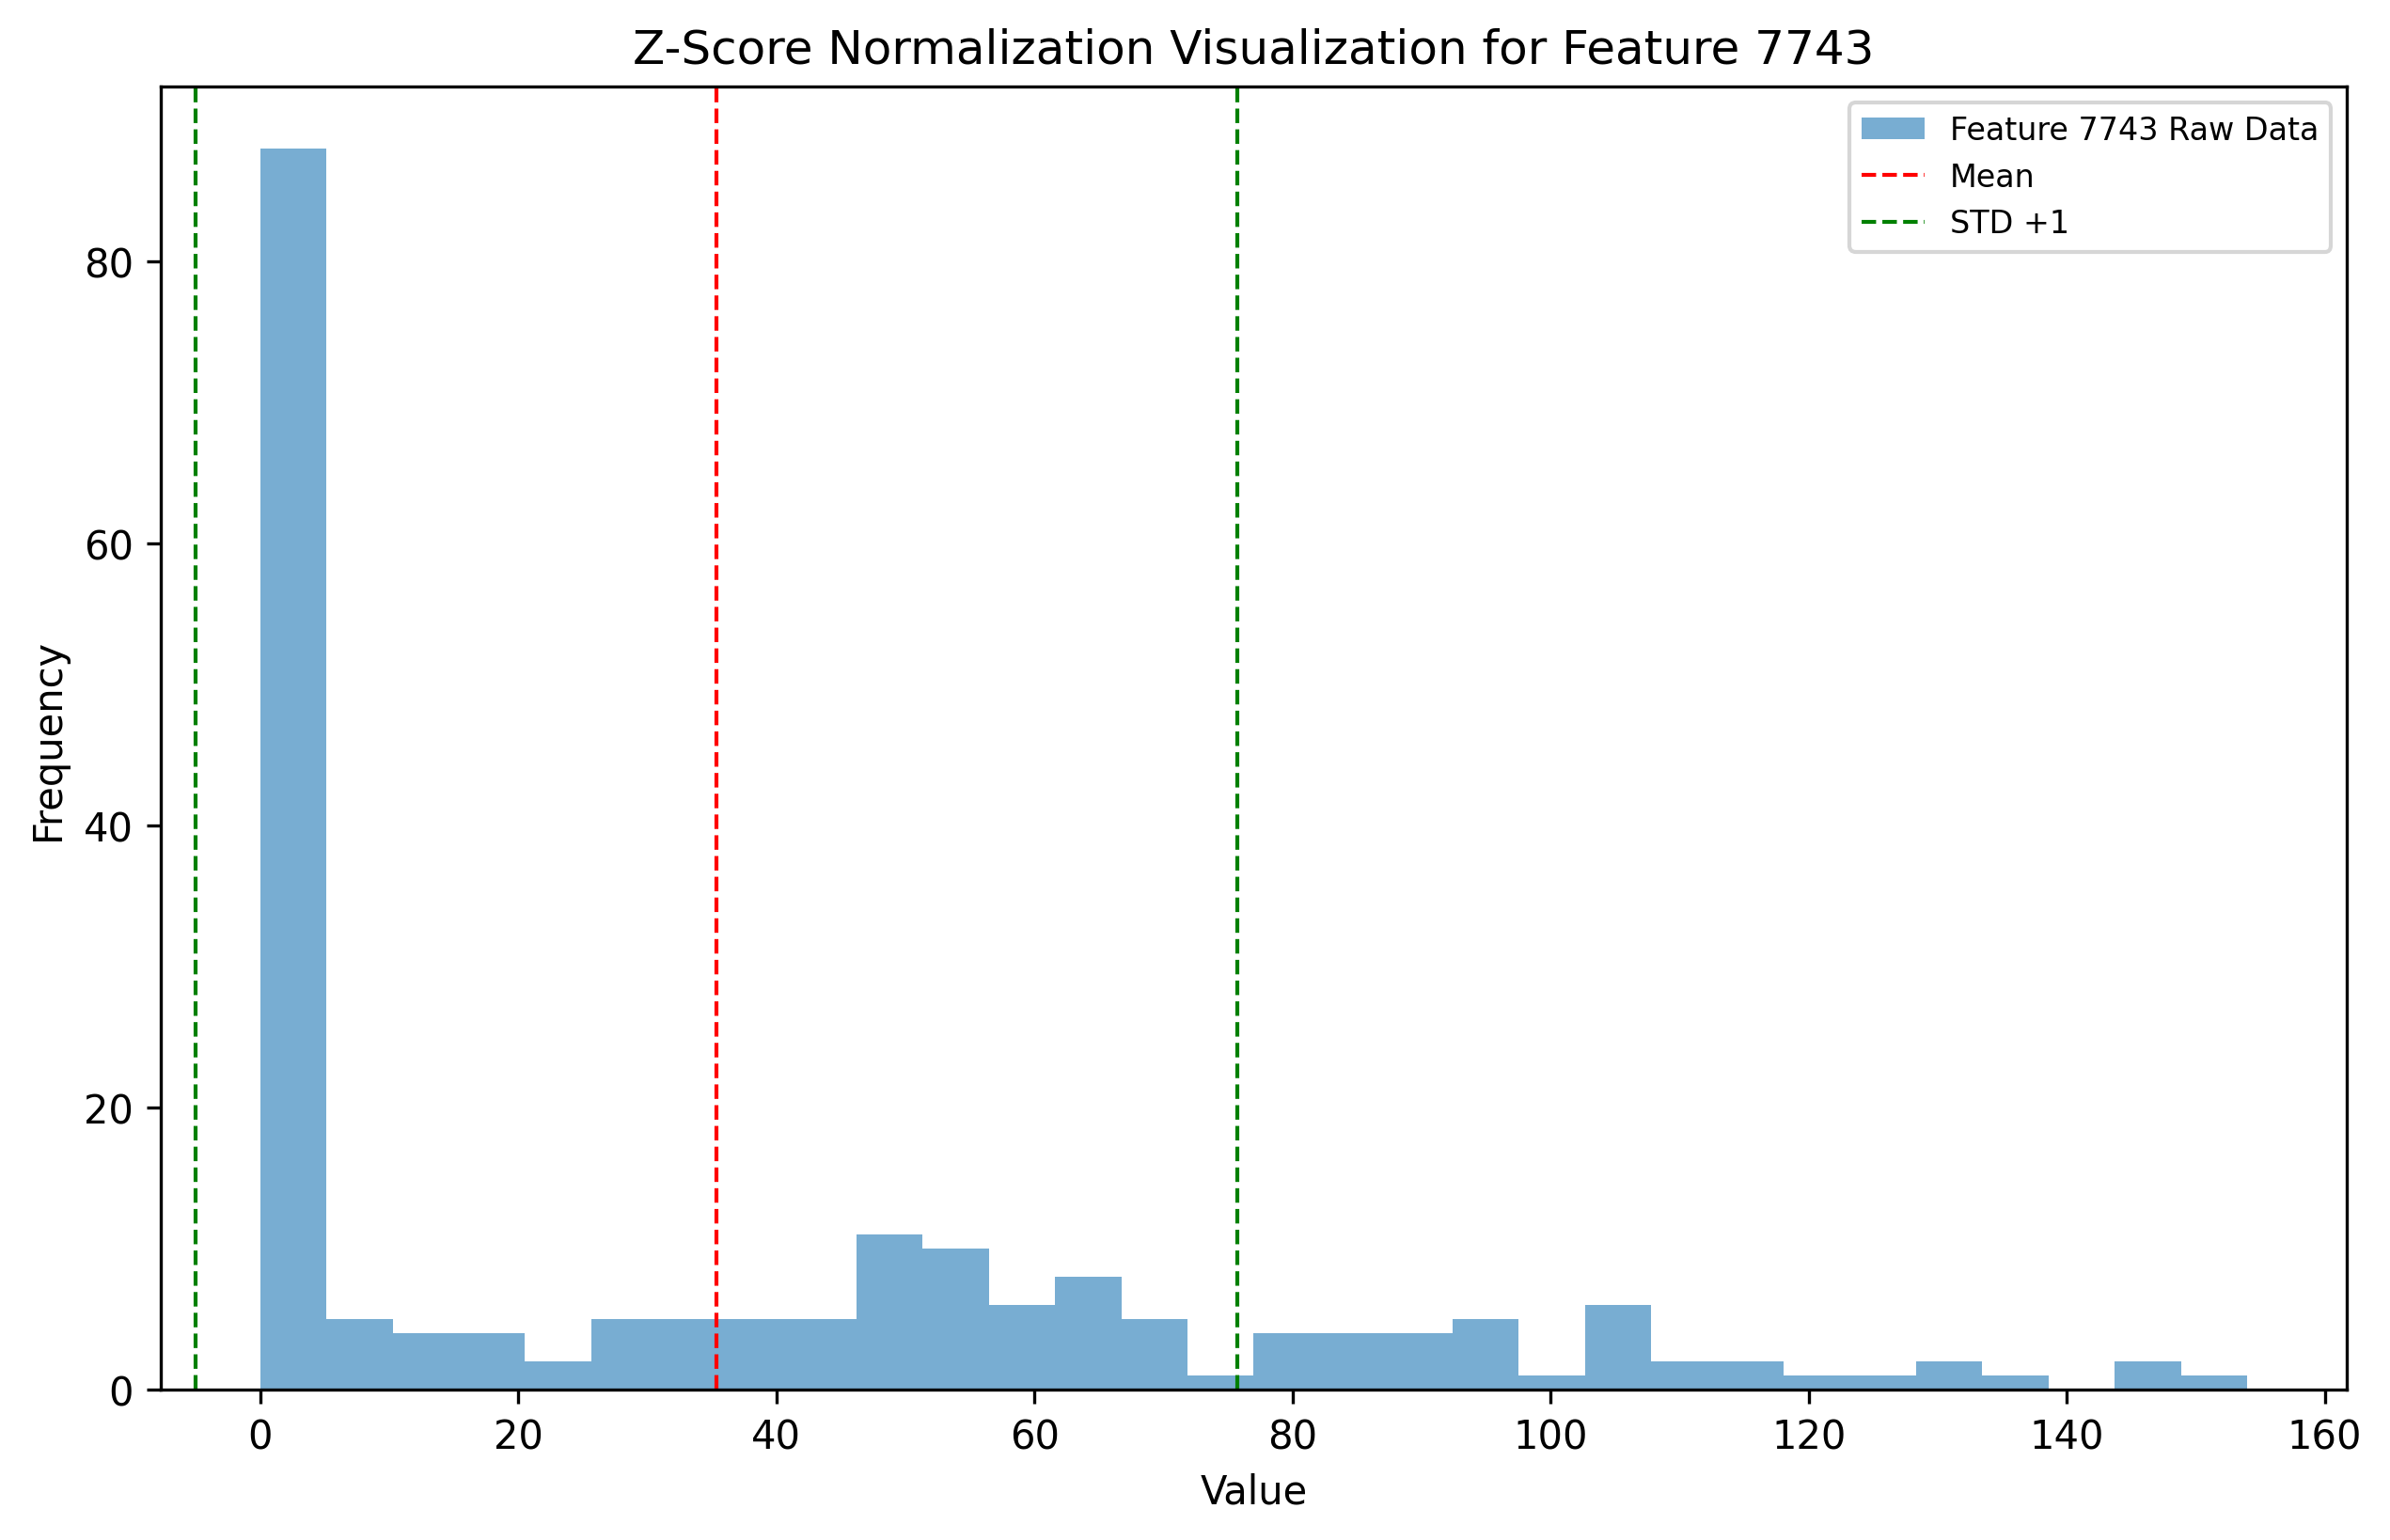 Z-Score Normalization Visualization for Feature 7743
Feature 7743 Raw Data
Mean
STD +1
Frequency
80
60
40
20
0
0 20 40 60 80 100 120 140 160
Value